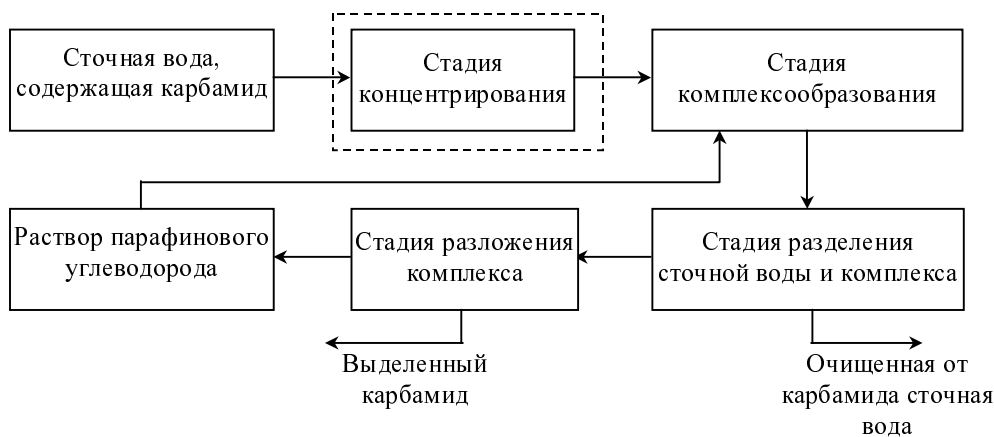 Сточная вода,
содержащая карбамид
Стадия
концентрирования
Стадия
комплексообразования
Раствор парафинового
углеводорода
Стадия разложения
комплекса
Стадия разделения
сточной воды и комплекса
Выделенный
карбамид
Очищенная от
карбамида сточная
вода